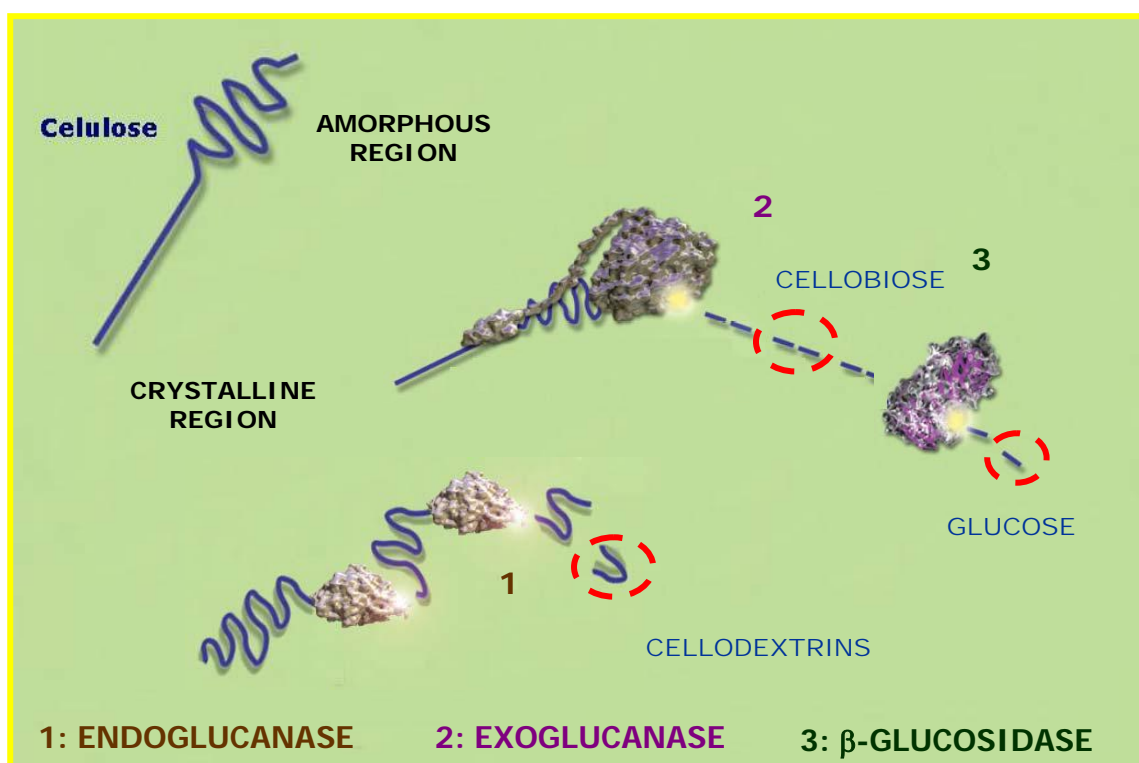 Celulose
AMORPHOUS
REGION
2
3
CELLOBIOSE
CRYSTALLINE
REGION
GLUCOSE
1
CELLODEXTRINS
1: ENDOGLUCANASE
2: EXOGLUCANASE
3: β-GLUCOSIDASE